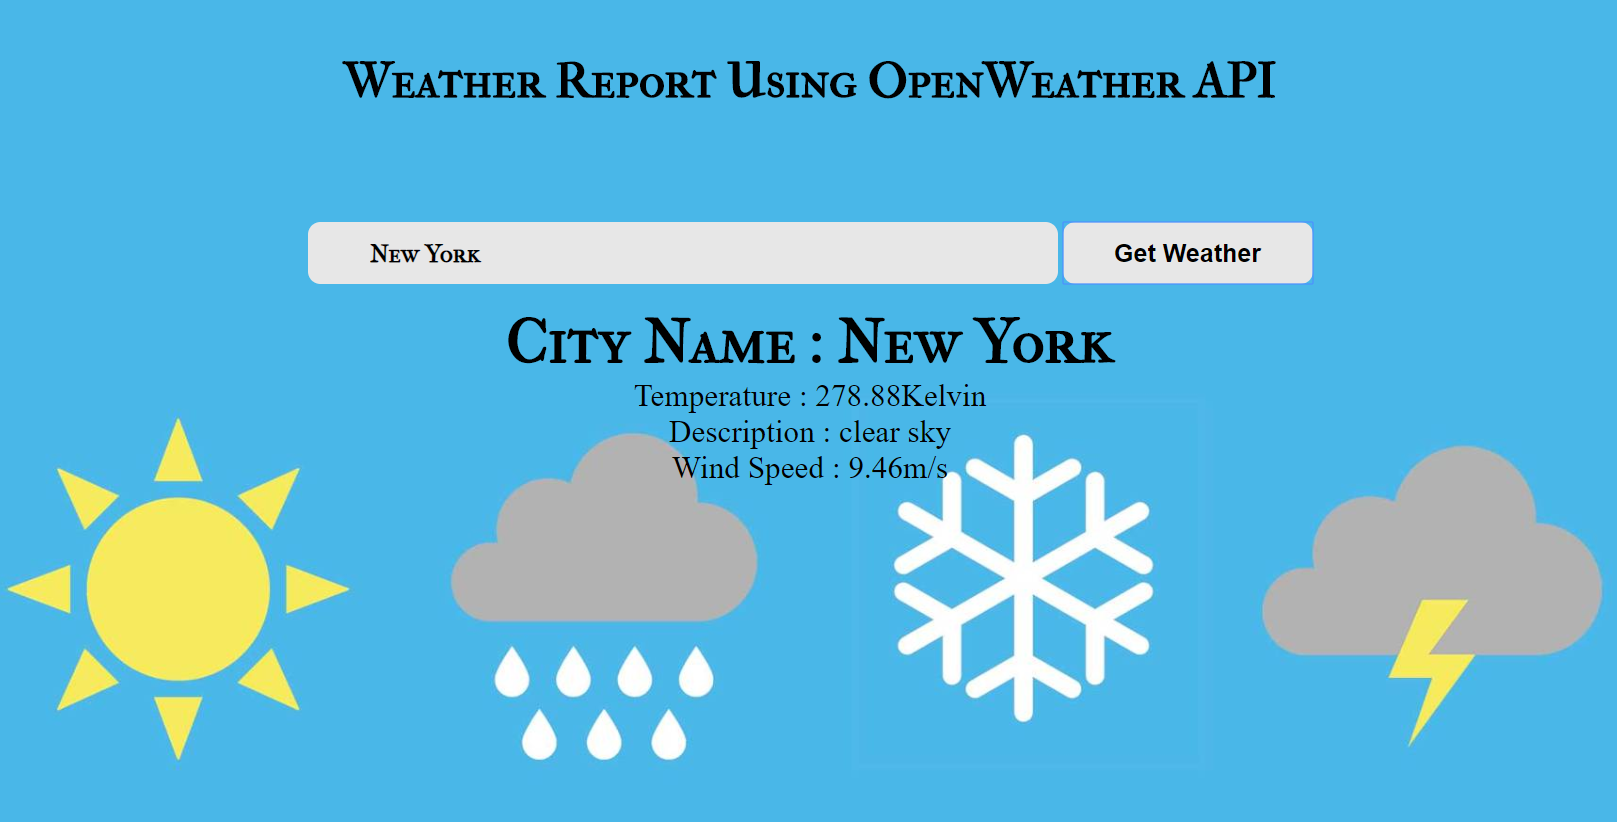 Weather Report Using OpenWeather API
New York
Get Weather
City Name : New York
Temperature : 278.88Kelvin
Description : clear sky
Wind Speed : 9.46m/s